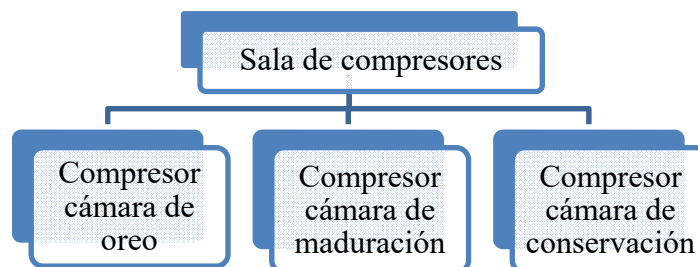 Sala de compresores
Compresor
cámara de
oreo
Compresor
cámara de
maduración
Compresor
cámara de
conservación